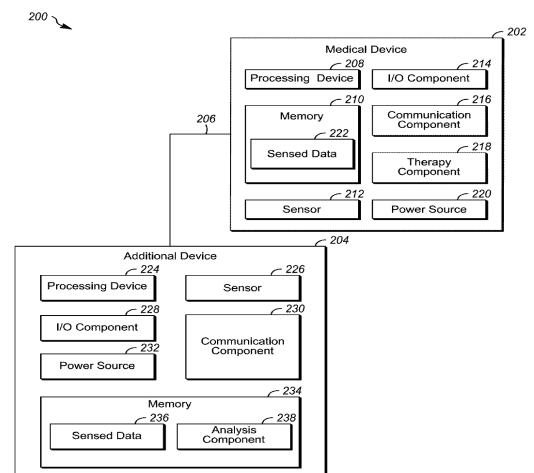 200
202
Medical Device
208
Processing Device
214
I/O Component
210
Memory
222
Sensed Data
216
Communication
Component
218
Therapy
Component
212
Sensor
220
Power Source
206
204
Additional Device
224
Processing Device
226
Sensor
228
I/O Component
230
Communication
Component
232
Power Source
234
Memory
236
Sensed Data
238
Analysis
Component